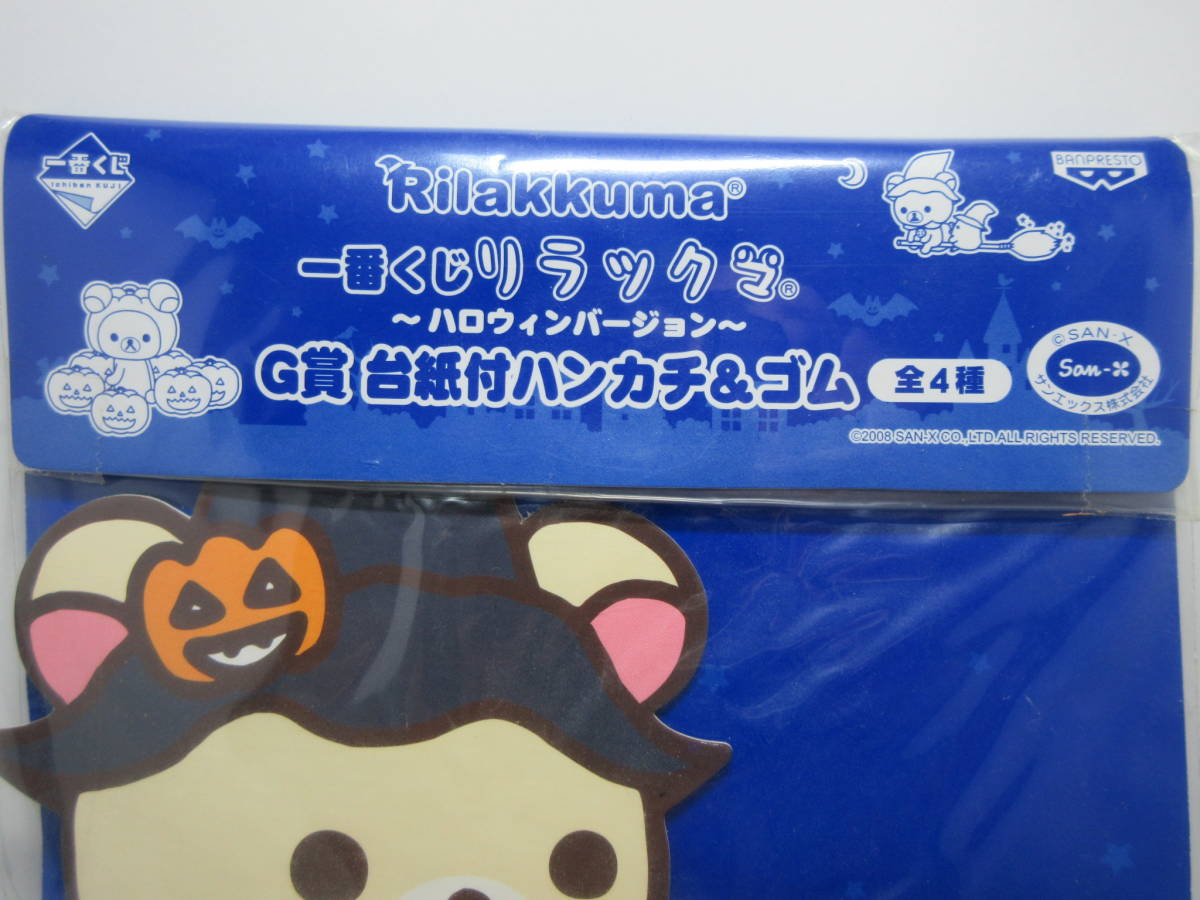 一番くじ
Ichiban KUJI
Rilakkuma®
BANPRESTO
一番くじリラックマ®
~ハロウィンバージョン~
G賞 台紙付ハンカチ&ゴム
全4種
©SAN-X
San-X
サンエックス株式会社
©2008 SAN-X CO.,LTD.ALL RIGHTS RESERVED.